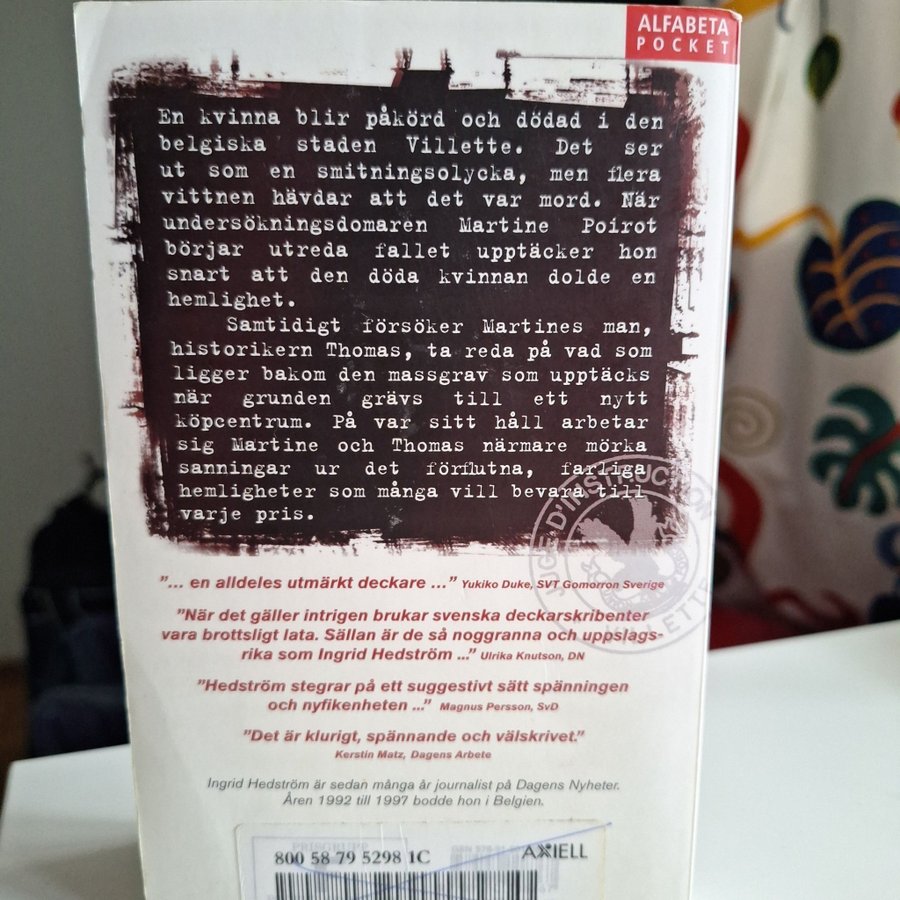 ALFABETA
POCKET
En kvinna blir påkörd och dödad i den
belgiska staden Villette. Det ser
ut som en smitningsolycka, men flera
vittnen hävdar att det var mord. När
undersökningsdomaren Martine Poirot
börjar utreda fallet upptäcker hon
snart att den döda kvinnan dolde en
hemlighet.
Samtidigt försöker Martines man,
historikern Thomas, ta reda på vad som
ligger bakom den massgrav som upptäcks
när grunden grävs till ett nytt
köpcentrum. På var sitt håll arbetar
sig Martine och Thomas närmare mörka
sanningar ur det förflutna, farliga
hemligheter som många vill bevara till
varje pris.
JUGE D'INSTRUCTION
VILLETTE
”... en alldeles utmärkt deckare ...” Yukiko Duke, SVT Gomorron Sverige
”När det gäller intrigen brukar svenska deckarskribenter
vara brottsligt lata. Sällan är de så noggranna och uppslags-
rika som Ingrid Hedström ...” Ulrika Knutson, DN
”Hedström stegrar på ett suggestivt sätt spänningen
och nyfikenheten ...” Magnus Persson, SvD
”Det är klurigt, spännande och välskrivet.”
Kerstin Matz, Dagens Arbete
Ingrid Hedström är sedan många år journalist på Dagens Nyheter.
Åren 1992 till 1997 bodde hon i Belgien.
PRISGRUPP
800 58 79 5298 1C
AXIELL